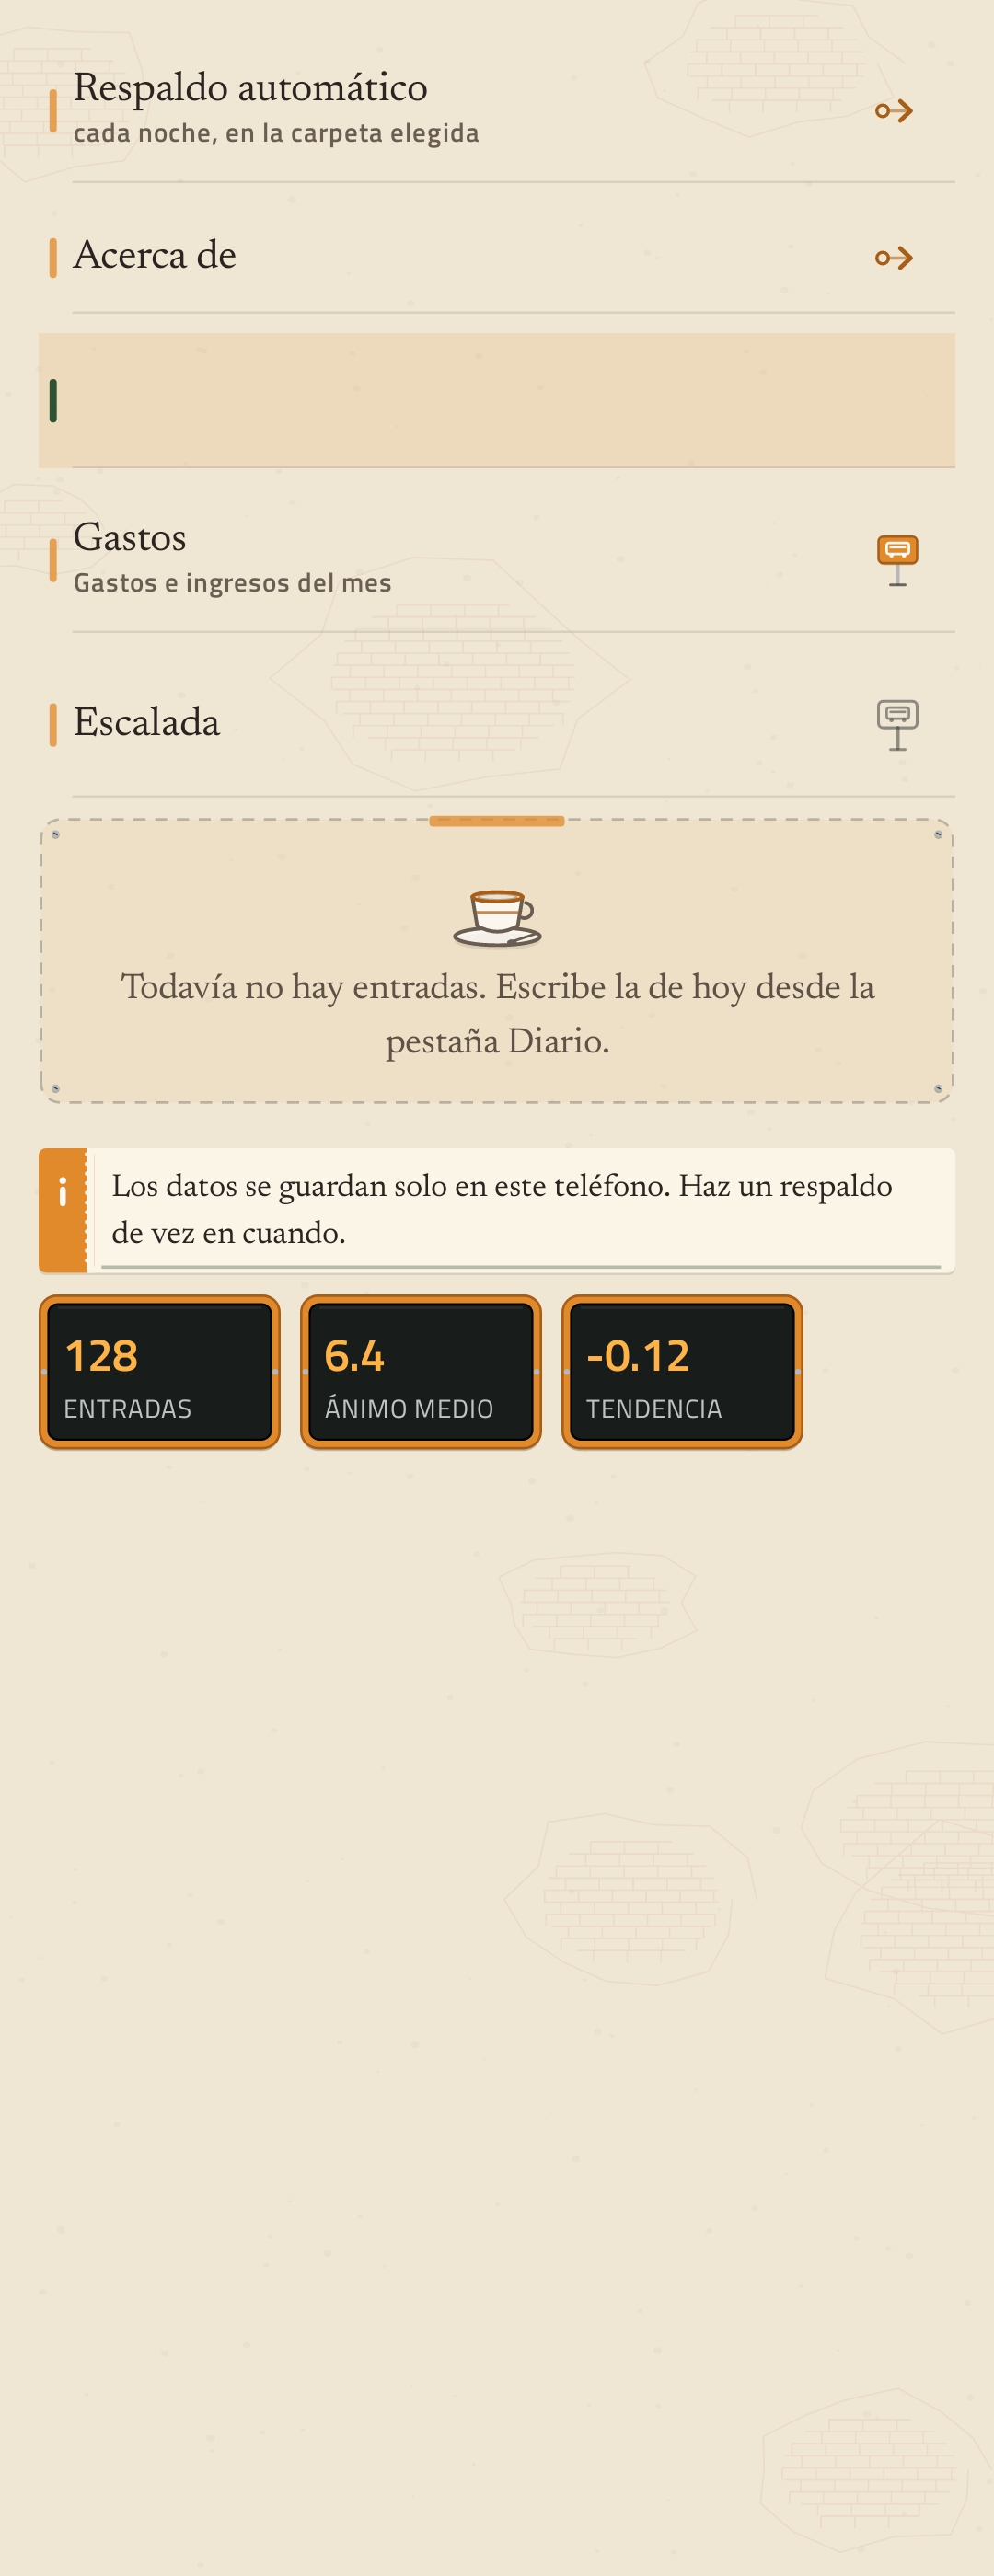 Respaldo automático
cada noche, en la carpeta elegida
Acerca de
Gastos
Gastos e ingresos del mes
Escalada
Todavía no hay entradas. Escribe la de hoy desde la
pestaña Diario.
Los datos se guardan solo en este teléfono. Haz un respaldo
de vez en cuando.
128
ENTRADAS
6.4
ÁNIMO MEDIO
-0.12
TENDENCIA